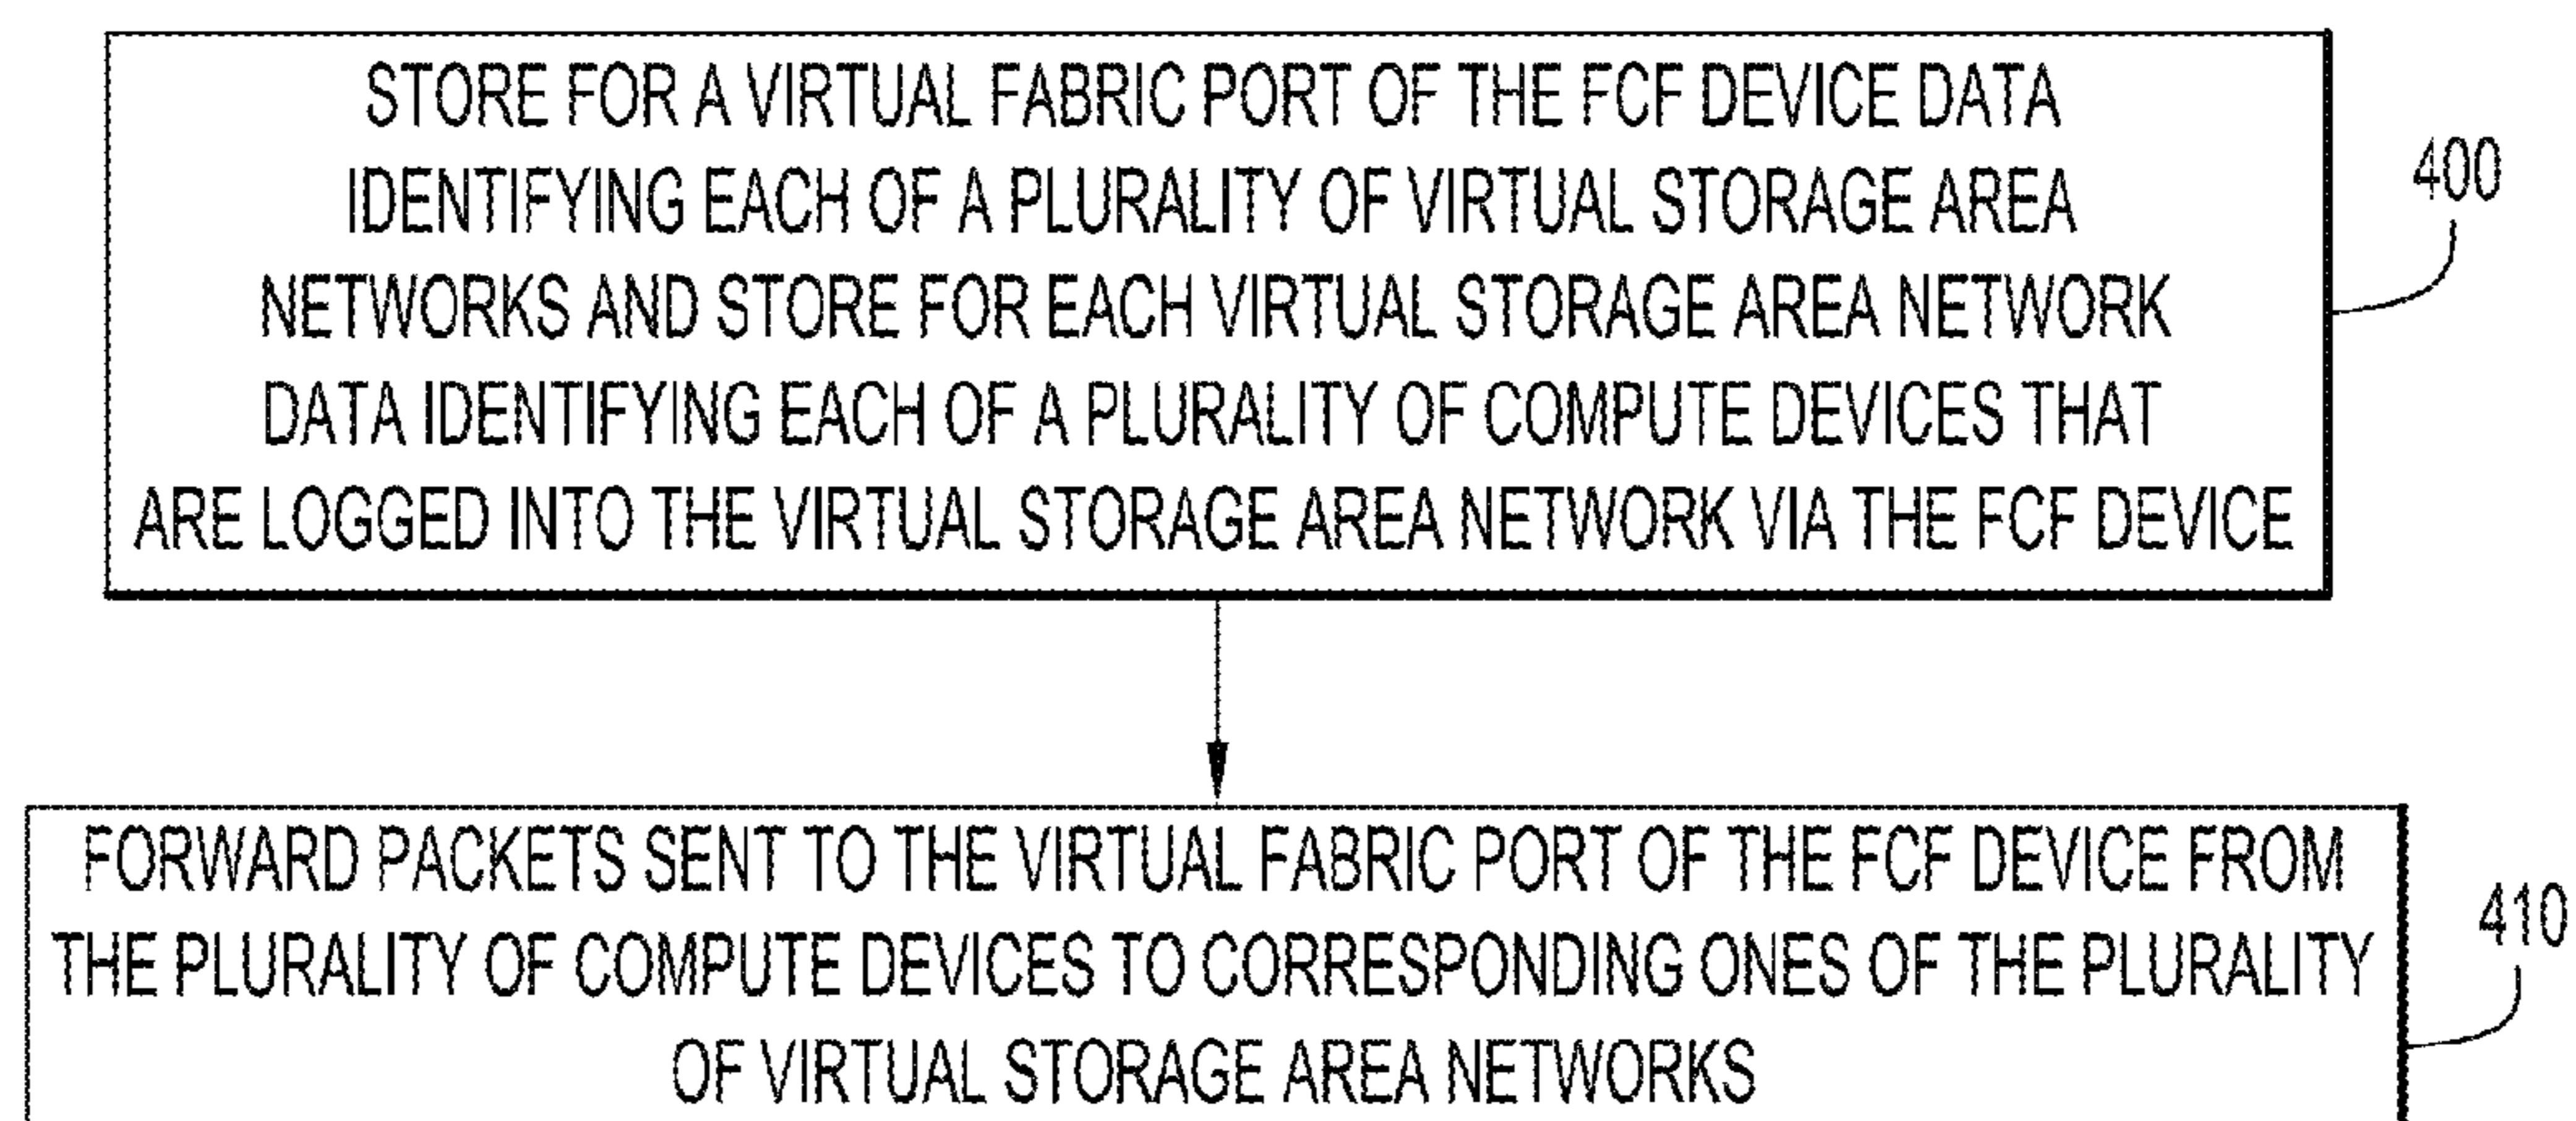 STORE FOR A VIRTUAL FABRIC PORT OF THE FCF DEVICE DATA
IDENTIFYING EACH OF A PLURALITY OF VIRTUAL STORAGE AREA
NETWORKS AND STORE FOR EACH VIRTUAL STORAGE AREA NETWORK
DATA IDENTIFYING EACH OF A PLURALITY OF COMPUTE DEVICES THAT
ARE LOGGED INTO THE VIRTUAL STORAGE AREA NETWORK VIA THE FCF DEVICE
400
FORWARD PACKETS SENT TO THE VIRTUAL FABRIC PORT OF THE FCF DEVICE FROM
THE PLURALITY OF COMPUTE DEVICES TO CORRESPONDING ONES OF THE PLURALITY
OF VIRTUAL STORAGE AREA NETWORKS
410